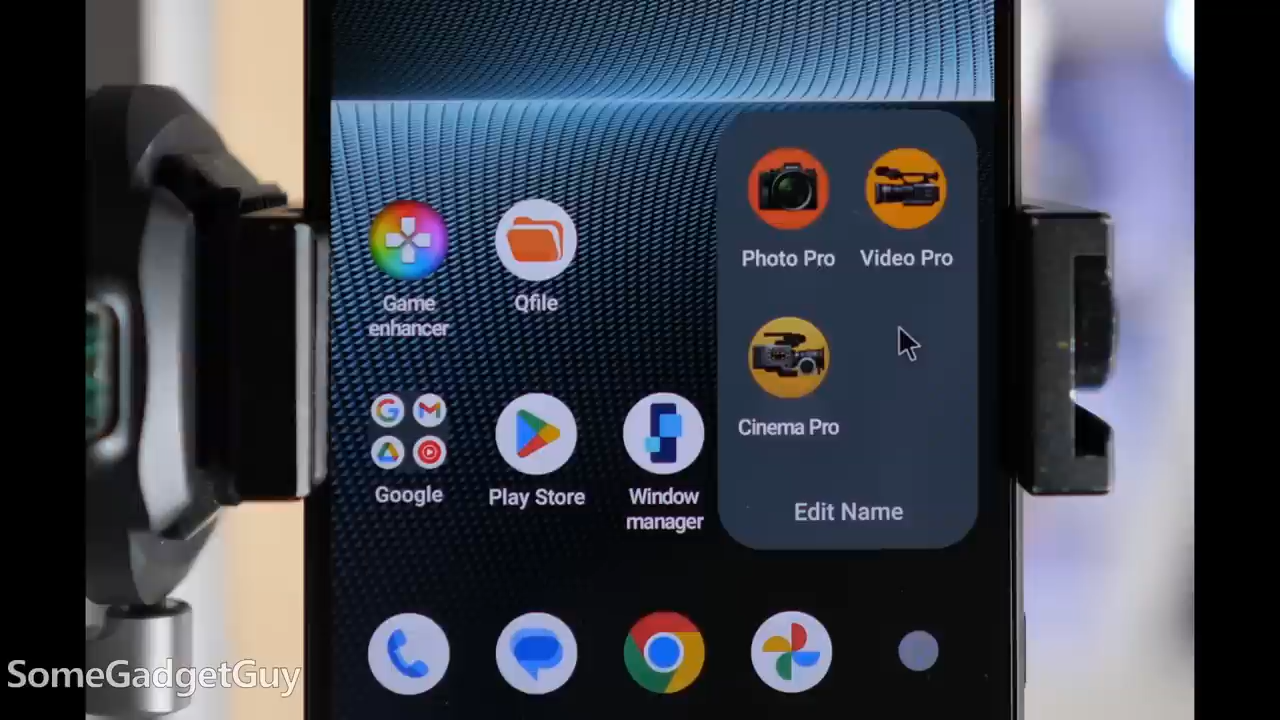 Photo Pro
Video Pro
Game
enhancer
Qfile
Cinema Pro
Google
Play Store
Window
manager
Edit Name
SomeGadgetGuy